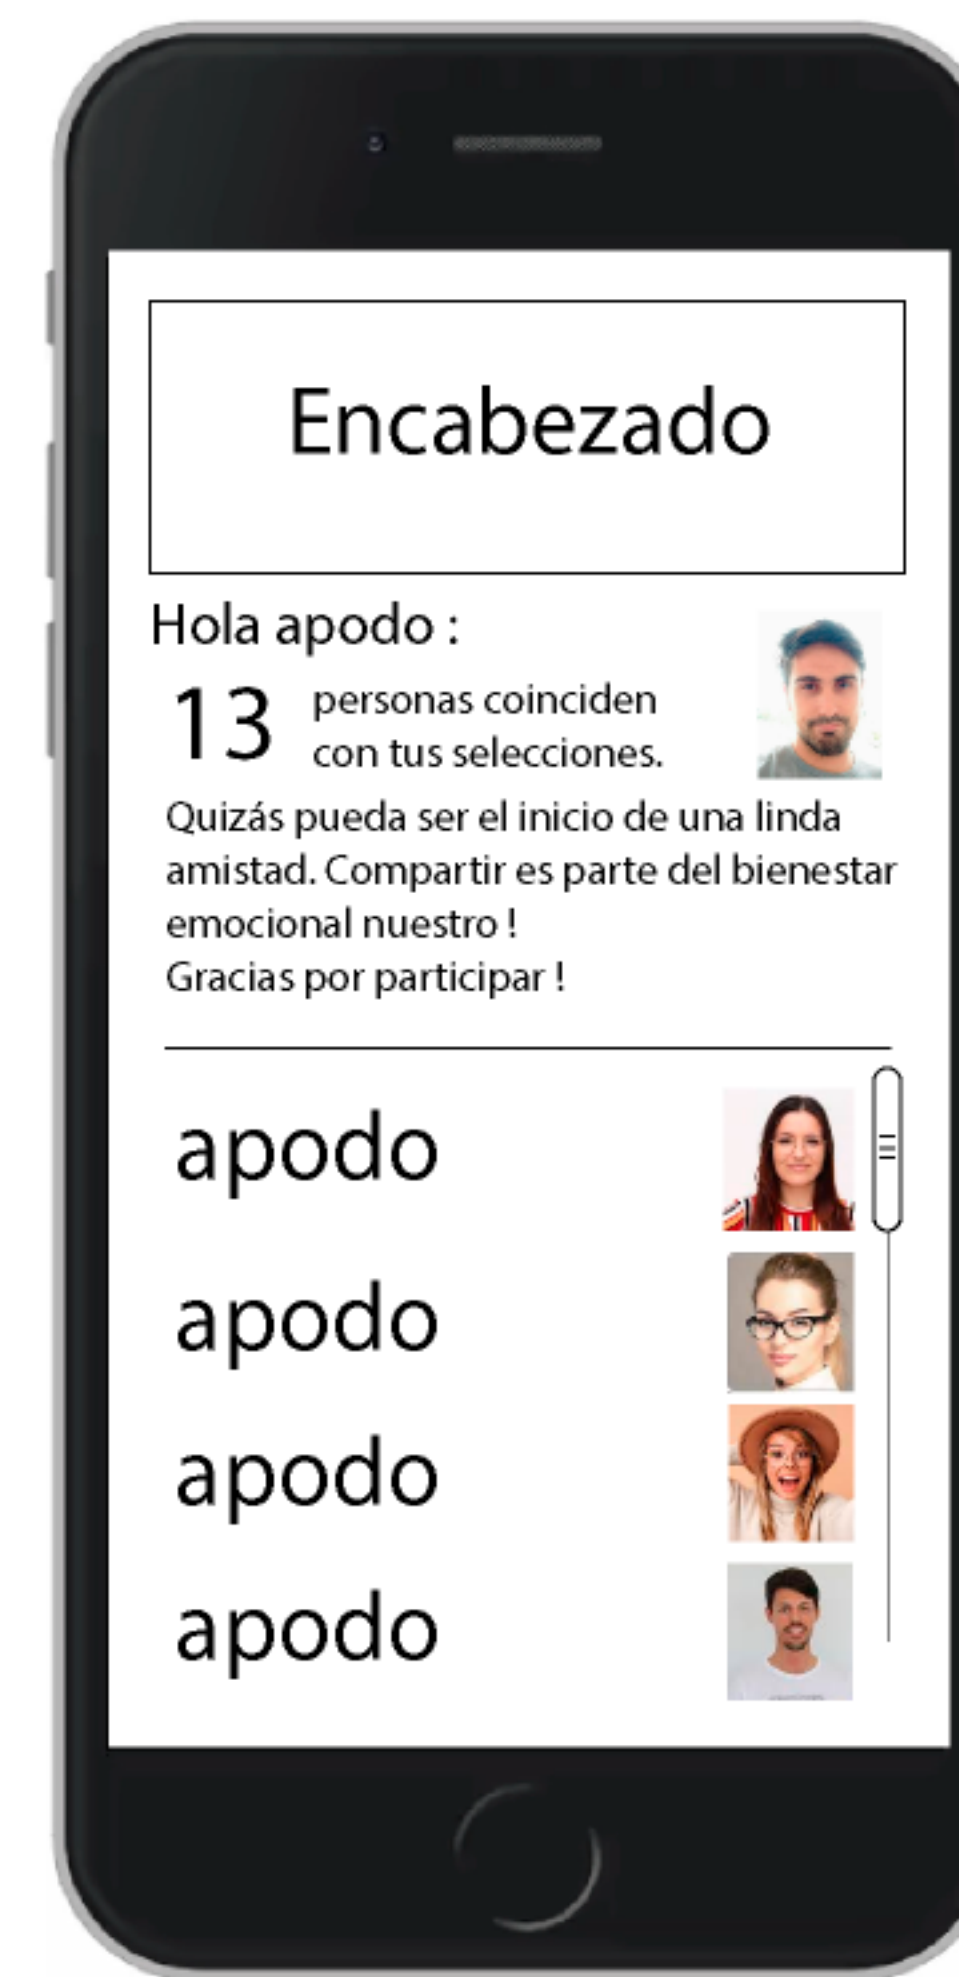 Encabezado
Hola apodo :
13 personas coinciden
con tus selecciones.
Quizás pueda ser el inicio de una linda
amistad. Compartir es parte del bienestar
emocional nuestro !
Gracias por participar !
apodo
apodo
apodo
apodo